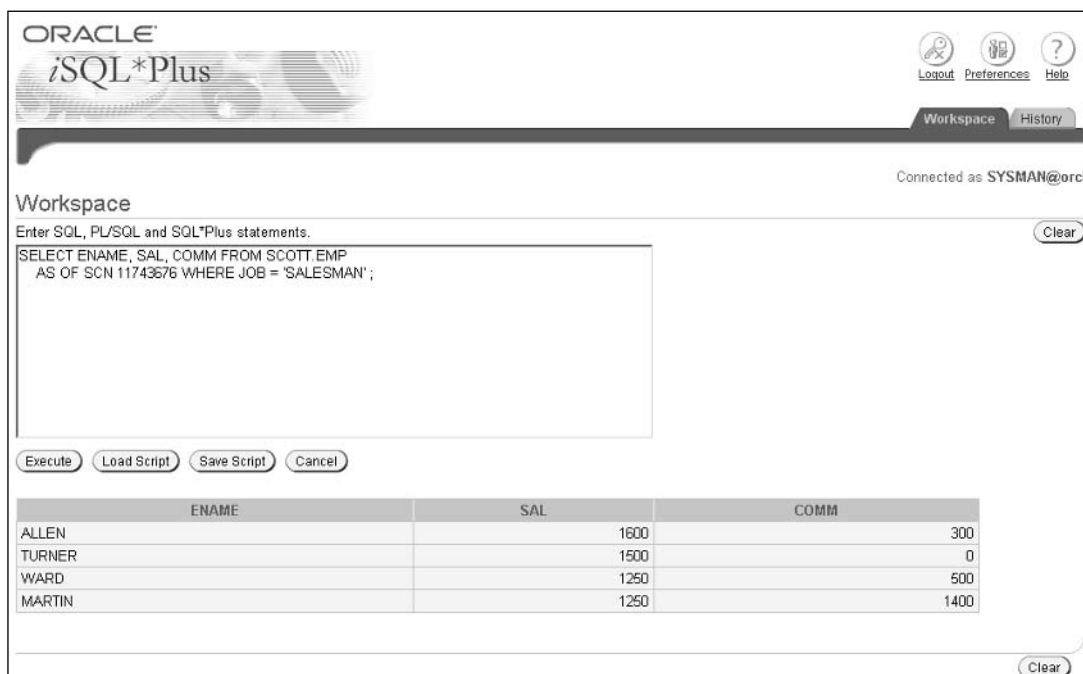 ORACLE
iSQL*Plus
Logout Preferences Help
Workspace History
Connected as SYSMAN@orc
Workspace
Enter SQL, PL/SQL and SQL*Plus statements.
Clear
SELECT ENAME, SAL, COMM FROM SCOTT.EMP
AS OF SCN 11743676 WHERE JOB = 'SALESMAN' ;
Execute Load Script Save Script Cancel
ENAME SAL COMM
ALLEN 1600 300
TURNER 1500 0
WARD 1250 500
MARTIN 1250 1400
Clear